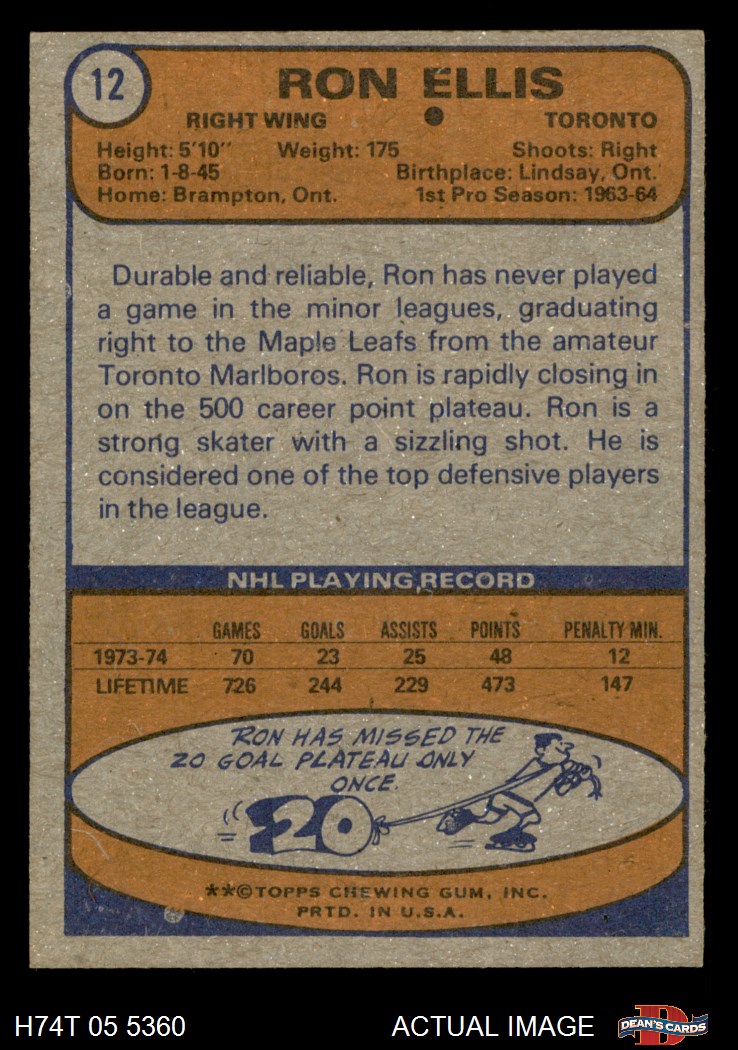 12
RON ELLIS
RIGHT WING TORONTO
Height: 5'10" Weight: 175 Shoots: Right
Born: 1-8-45 Birthplace: Lindsay, Ont.
Home: Brampton, Ont. 1st Pro Season: 1963-64
Durable and reliable, Ron has never played
a game in the minor leagues, graduating
right to the Maple Leafs from the amateur
Toronto Marlboros. Ron is rapidly closing in
on the 500 career point plateau. Ron is a
strong skater with a sizzling shot. He is
considered one of the top defensive players
in the league.
NHL PLAYING RECORD
GAMES GOALS ASSISTS POINTS PENALTY MIN.
1973-74 70 23 25 48 12
LIFETIME 726 244 229 473 147
RON HAS MISSED THE
20 GOAL PLATEAU ONLY
ONCE.
20
**©TOPPS CHEWING GUM, INC.
PRTD. IN U.S.A.
H74T 05 5360 ACTUAL IMAGE DEAN'S CARDS